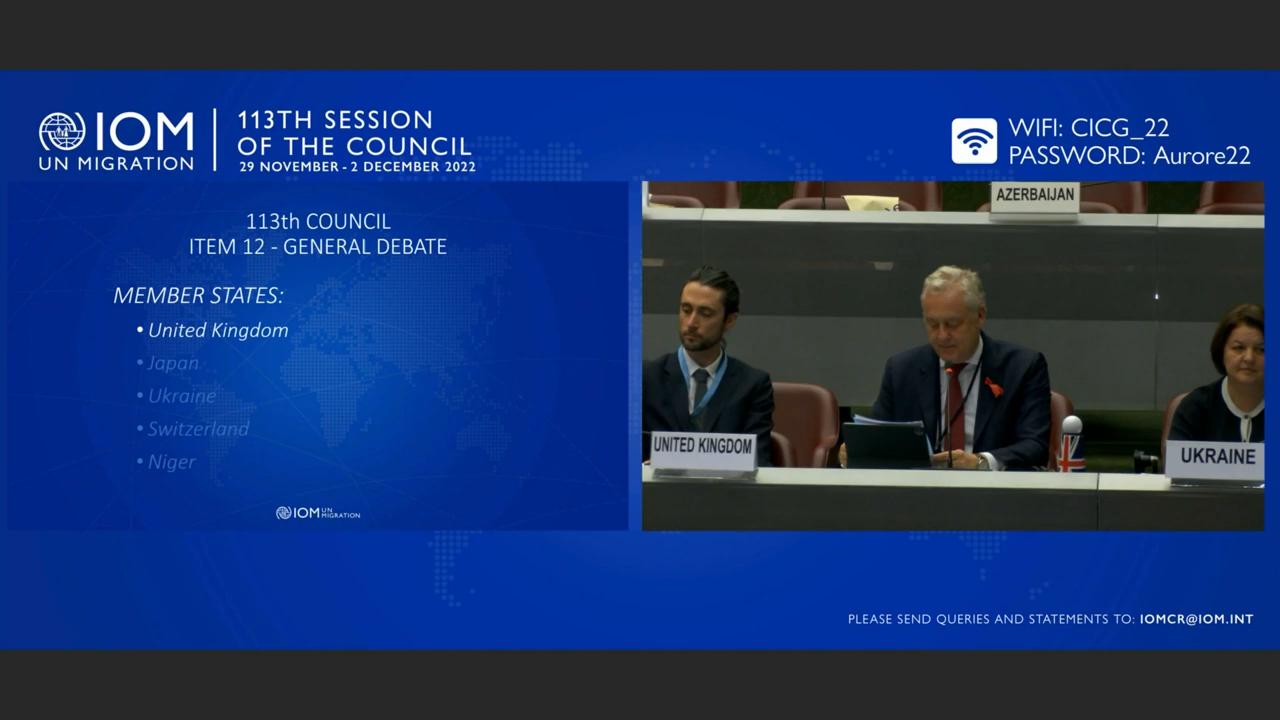 IOM
UN MIGRATION
113TH SESSION
OF THE COUNCIL
29 NOVEMBER - 2 DECEMBER 2022
WIFI: CICG_22
PASSWORD: Aurore22
113th COUNCIL
ITEM 12 - GENERAL DEBATE
MEMBER STATES:
• United Kingdom
• Japan
• Ukraine
• Switzerland
• Niger
IOM UN
MIGRATION
AZERBAIJAN
UNITED KINGDOM
UKRAINE
PLEASE SEND QUERIES AND STATEMENTS TO: IOMCR@IOM.INT